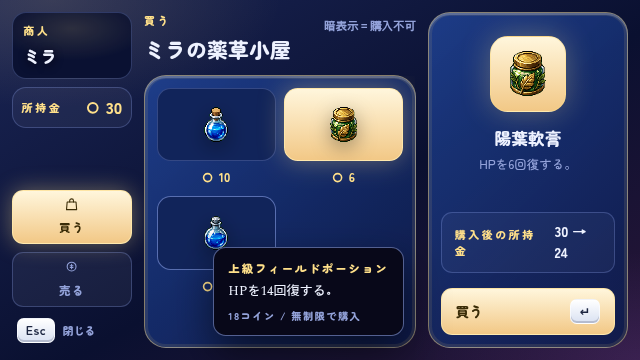 商人
ミラ
所持金
30
買う
売る
Esc 閉じる
買う
ミラの薬草小屋
暗表示＝購入不可
10
6
上級フィールドポーション
HPを14回復する。
18コイン / 無制限で購入
陽葉軟膏
HPを6回復する。
購入後の所持金
30 →
24
買う ↵